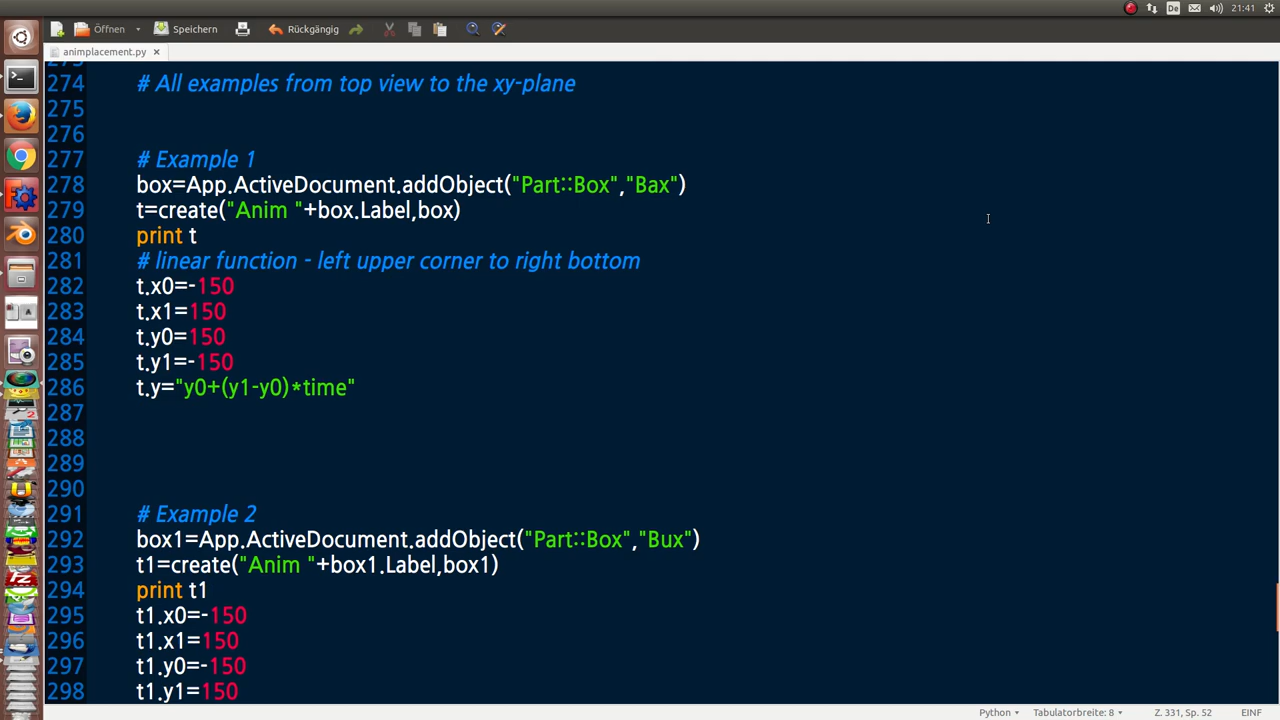 De 21:41
Öffnen Speichern Rückgängig
animplacement.py ×
274 # All examples from top view to the xy-plane
275
276
277 # Example 1
278 box=App.ActiveDocument.addObject("Part::Box","Bax")
279 t=create("Anim "+box.Label,box)
280 print t
281 # linear function - left upper corner to right bottom
282 t.x0=-150
283 t.x1=150
284 t.y0=150
285 t.y1=-150
286 t.y="y0+(y1-y0)*time"
287
288
289
290
291 # Example 2
292 box1=App.ActiveDocument.addObject("Part::Box","Bux")
293 t1=create("Anim "+box1.Label,box1)
294 print t1
295 t1.x0=-150
296 t1.x1=150
297 t1.y0=-150
298 t1.y1=150
Python Tabulatorbreite: 8 Z. 331, Sp. 52 EINF